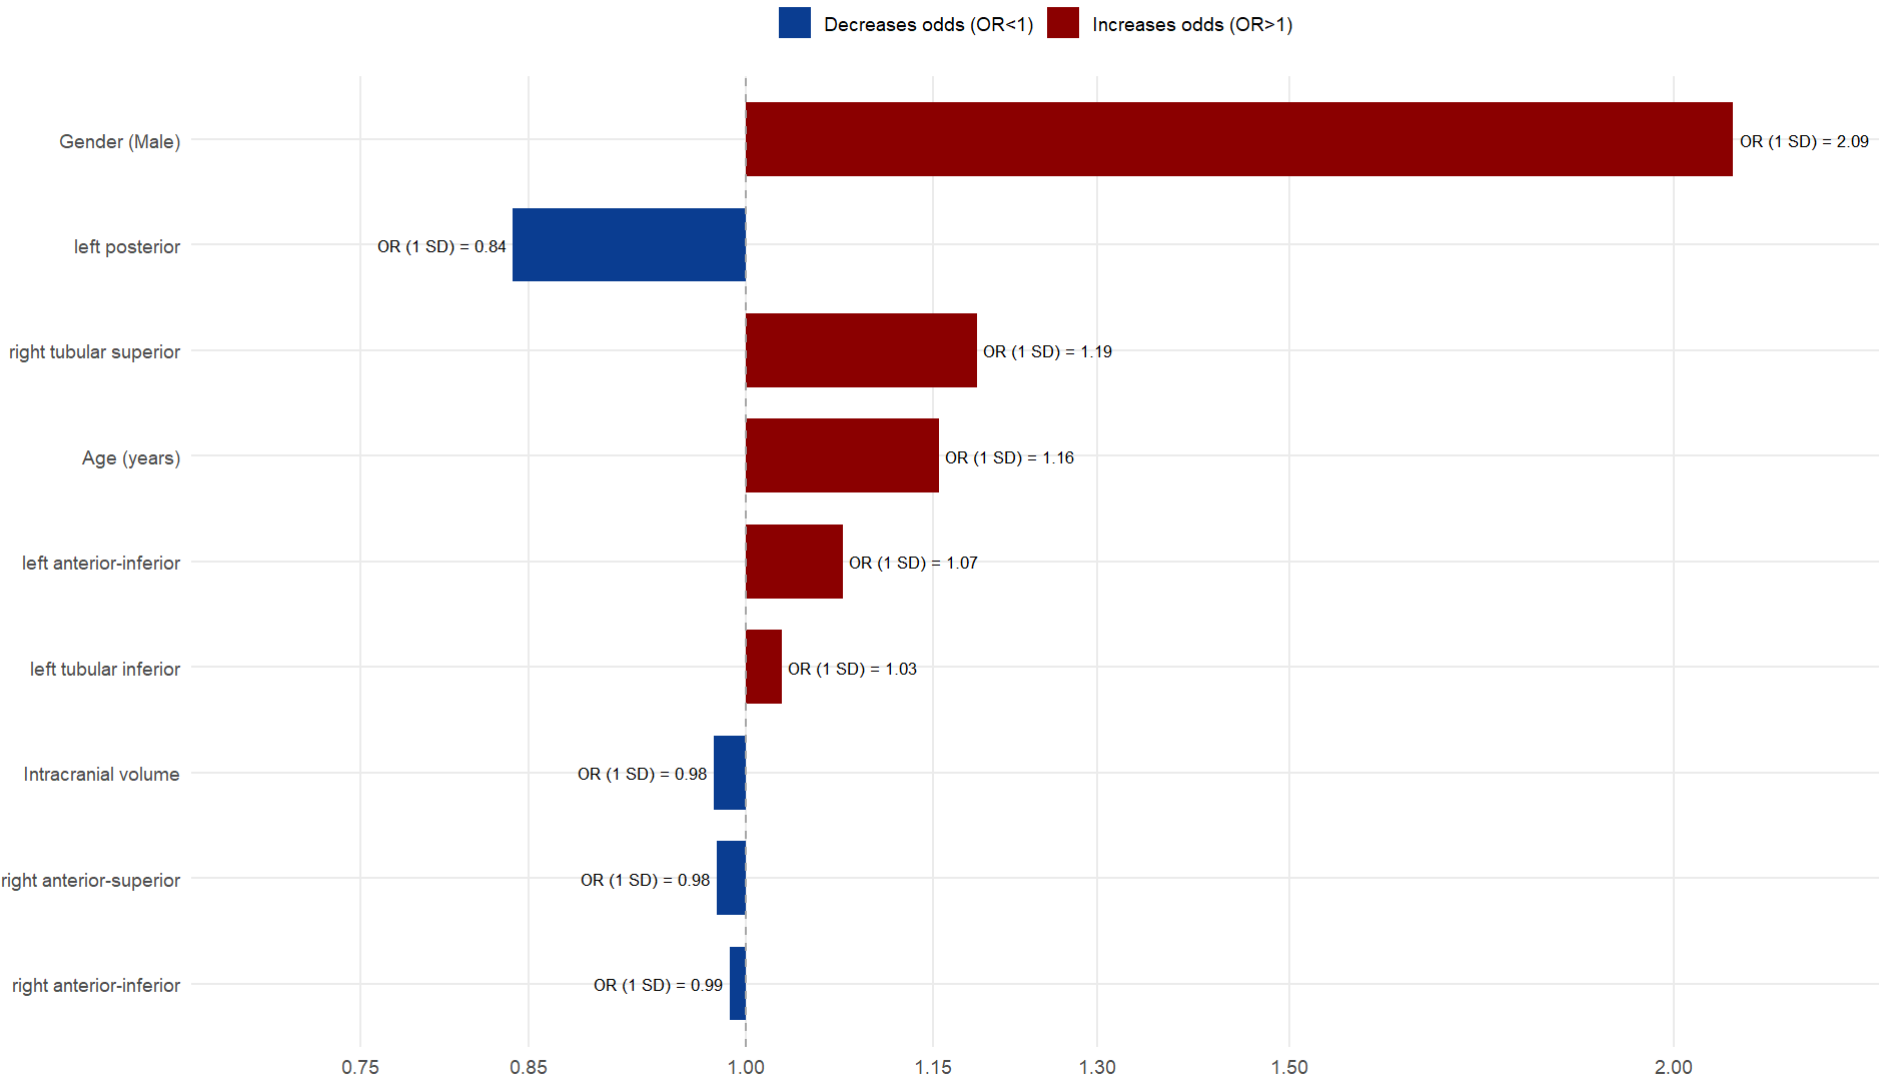 Decreases odds (OR<1) Increases odds (OR>1)
Gender (Male) OR (1 SD) = 2.09
left posterior OR (1 SD) = 0.84
right tubular superior OR (1 SD) = 1.19
Age (years) OR (1 SD) = 1.16
left anterior-inferior OR (1 SD) = 1.07
left tubular inferior OR (1 SD) = 1.03
Intracranial volume OR (1 SD) = 0.98
right anterior-superior OR (1 SD) = 0.98
right anterior-inferior OR (1 SD) = 0.99
0.75 0.85 1.00 1.15 1.30 1.50 2.00